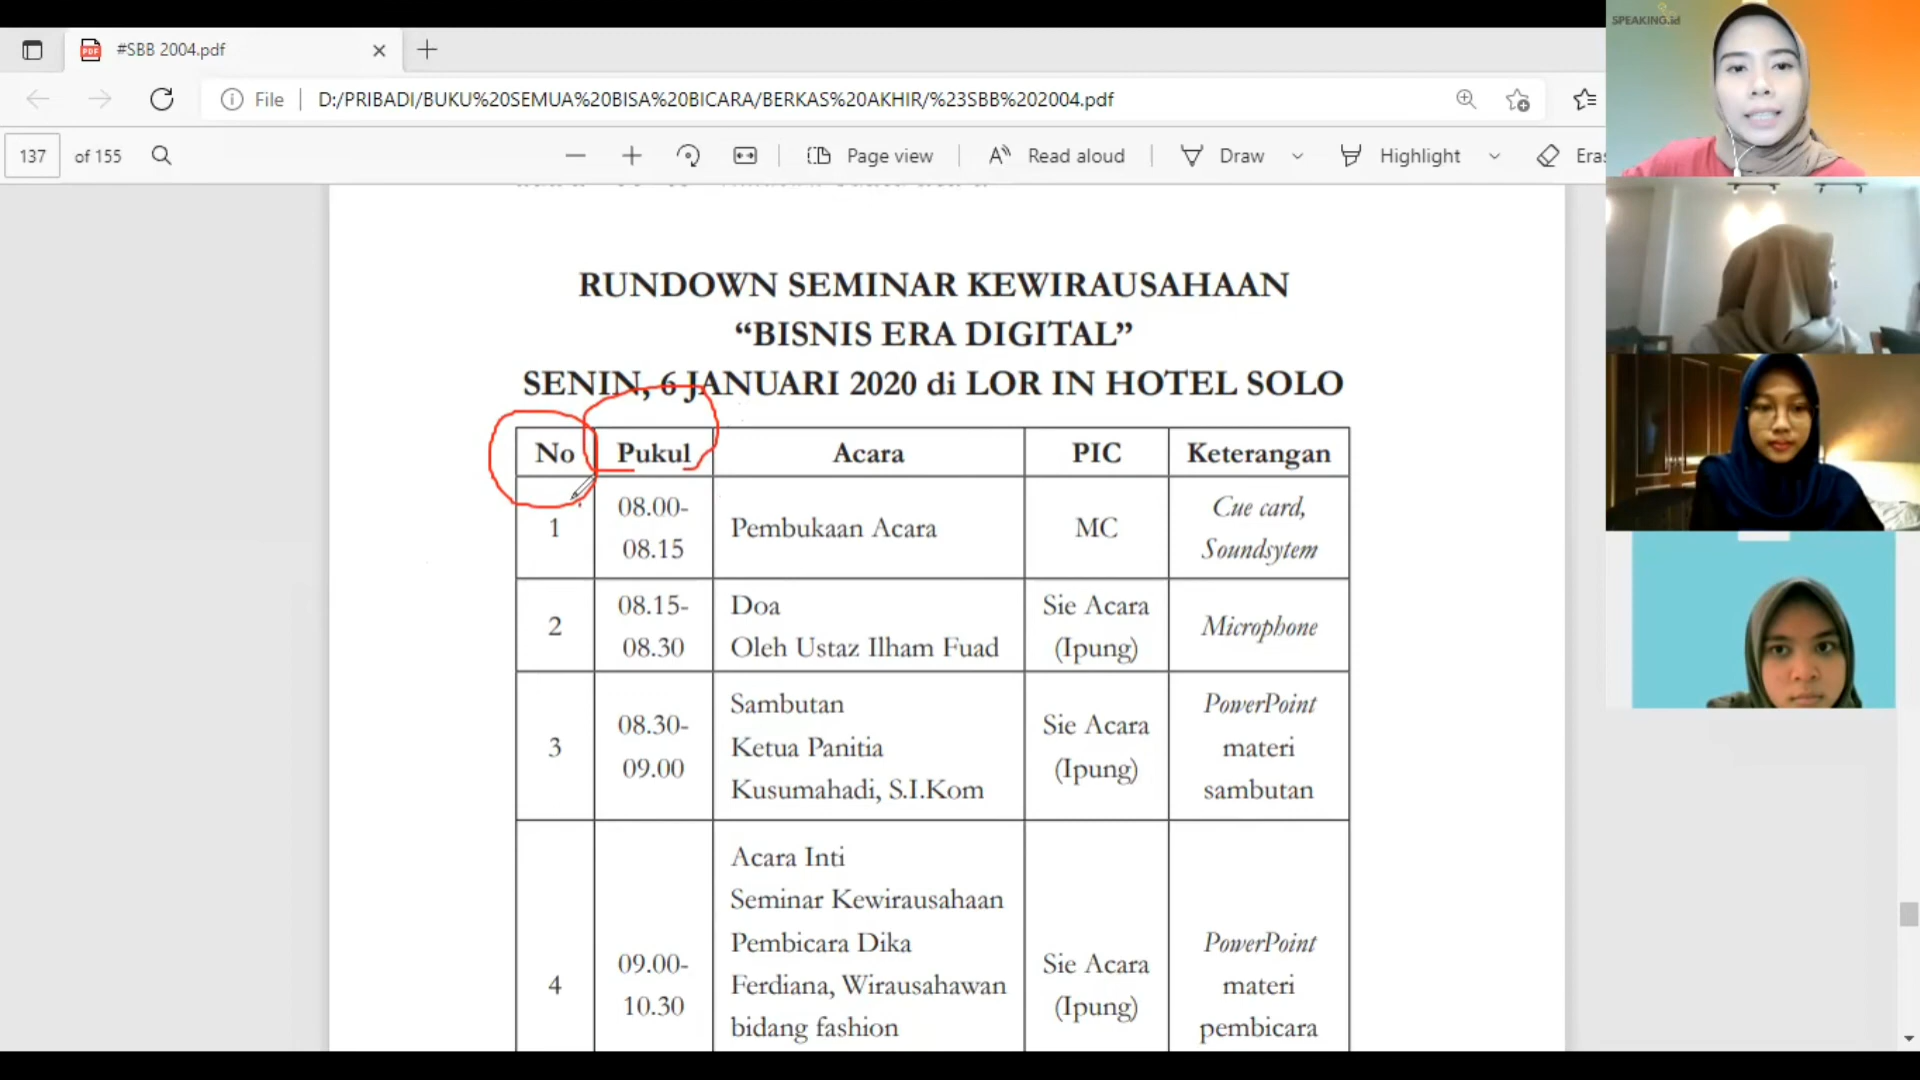 SPEAKING.id
#SBB 2004.pdf
File
D:/PRIBADI/BUKU%20SEMUA%20BISA%20BICARA/BERKAS%20AKHIR/%23SBB%202004.pdf
137 of 155
Page view
Read aloud
Draw
Highlight
Eras
RUNDOWN SEMINAR KEWIRAUSAHAAN
“BISNIS ERA DIGITAL”
SENIN, 6 JANUARI 2020 di LOR IN HOTEL SOLO
No Pukul Acara PIC Keterangan
1
08.00-
08.15
Pembukaan Acara
MC
Cue card,
Soundsytem
2
08.15-
08.30
Doa
Oleh Ustaz Ilham Fuad
Sie Acara
(Ipung)
Microphone
3
08.30-
09.00
Sambutan
Ketua Panitia
Kusumahadi, S.I.Kom
Sie Acara
(Ipung)
PowerPoint
materi
sambutan
4
09.00-
10.30
Acara Inti
Seminar Kewirausahaan
Pembicara Dika
Ferdiana, Wirausahawan
bidang fashion
Sie Acara
(Ipung)
PowerPoint
materi
pembicara